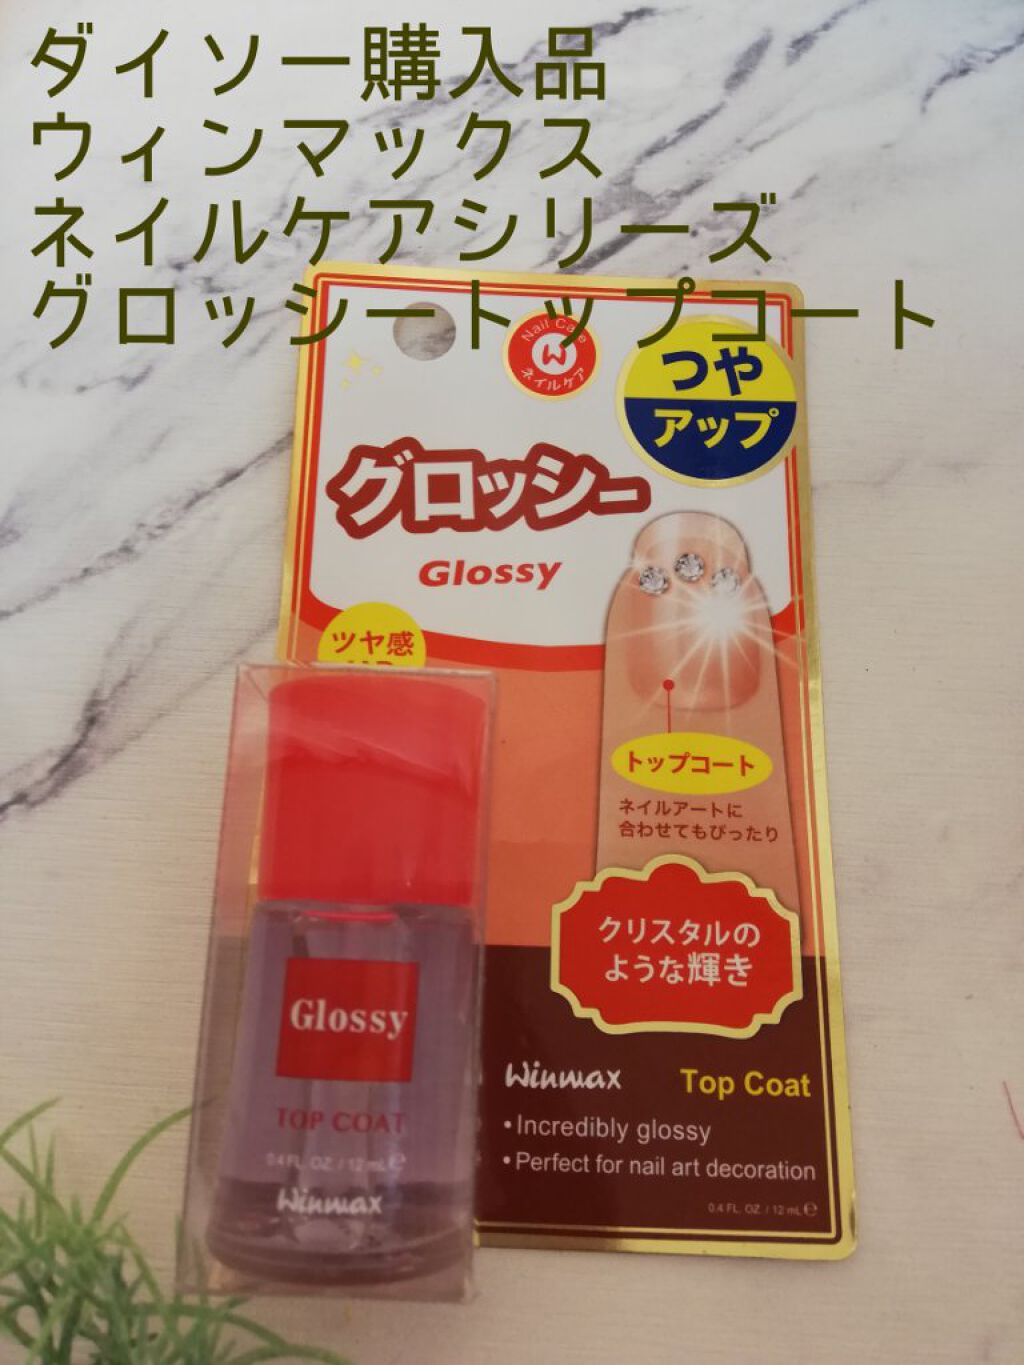 ダイソー購入品
ウィンマックス
ネイルケアシリーズ
グロッシートップコート
Nail Care
W
ネイルケア
つや
アップ
グロッシー
Glossy
ツヤ感
トップコート
ネイルアートに
合わせてもぴったり
クリスタルの
ような輝き
Winmax
Top Coat
•Incredibly glossy
•Perfect for nail art decoration
0.4 FL. OZ. / 12 mL ℮
Glossy
TOP COAT
0.4 FL. OZ. / 12 mL ℮
Winmax